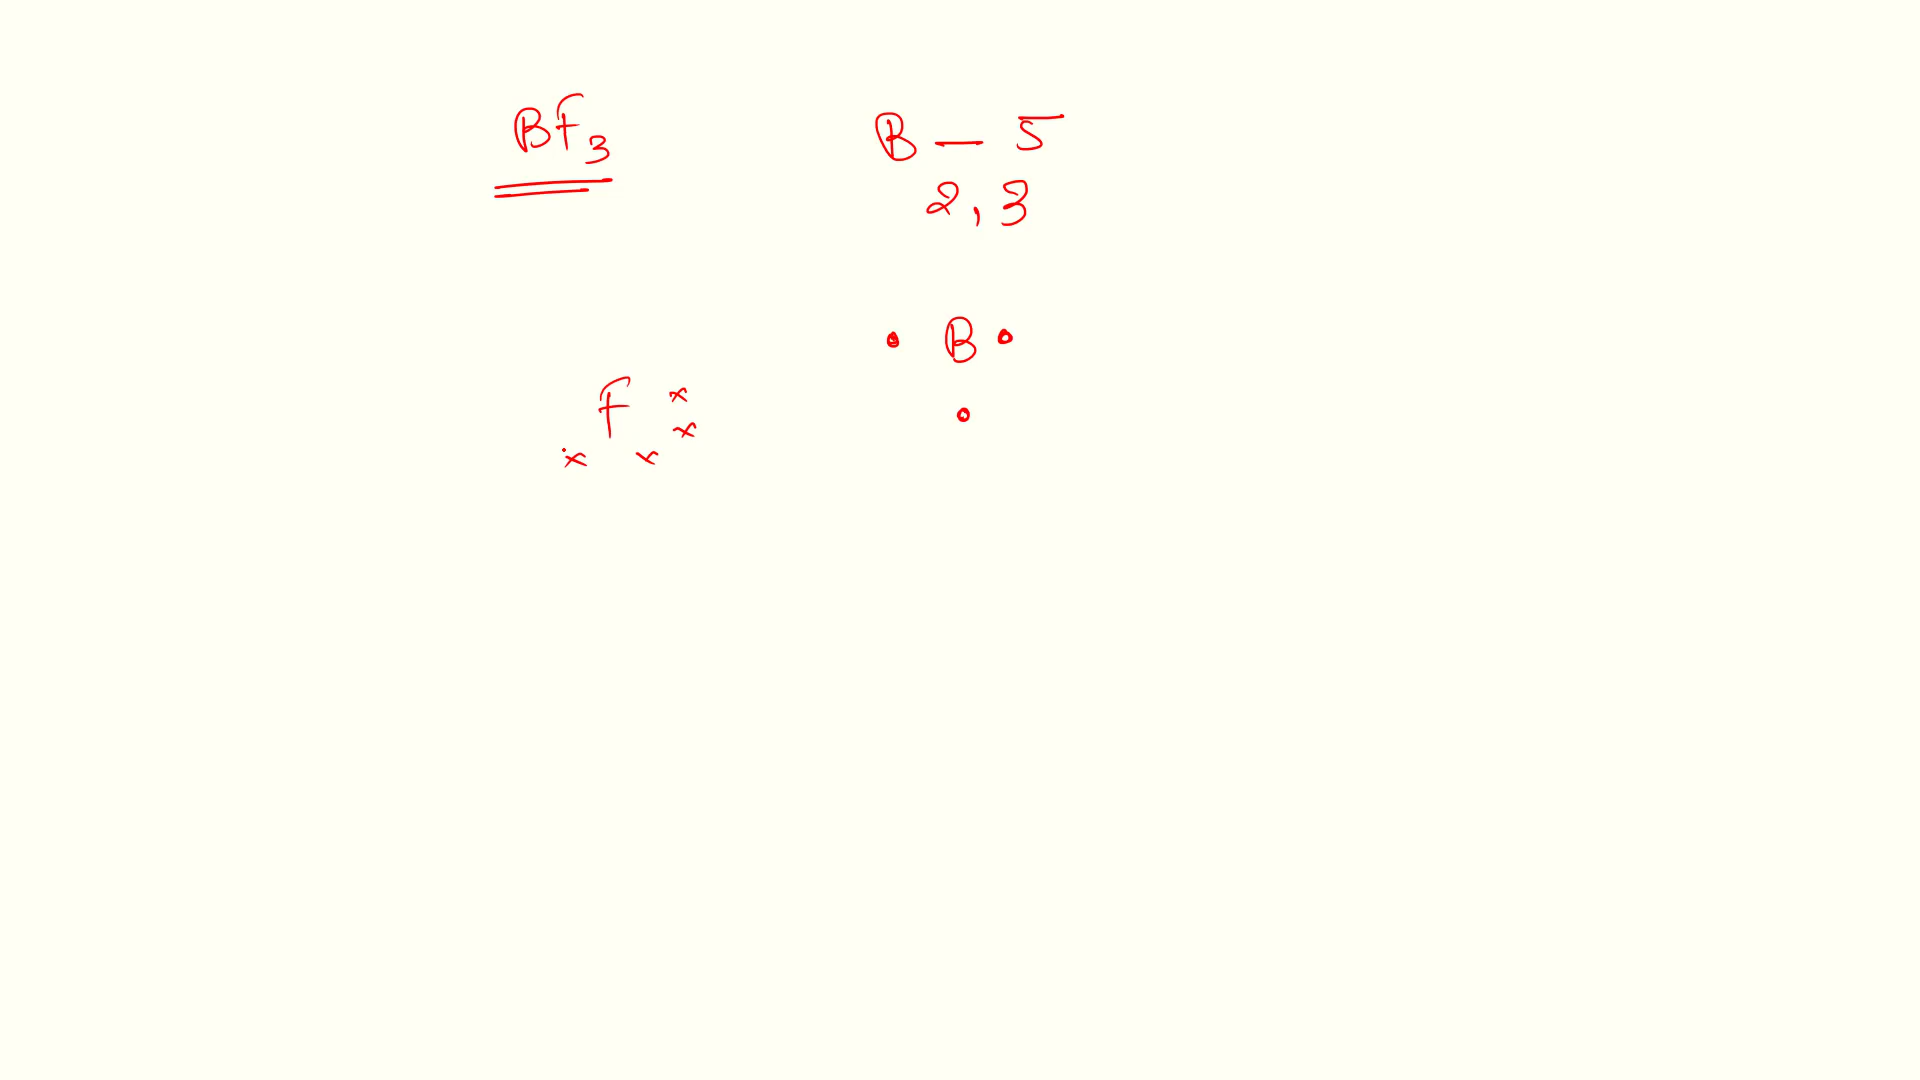 BF₃
B — 5
2, 3
• B •
•
F x
x
x x